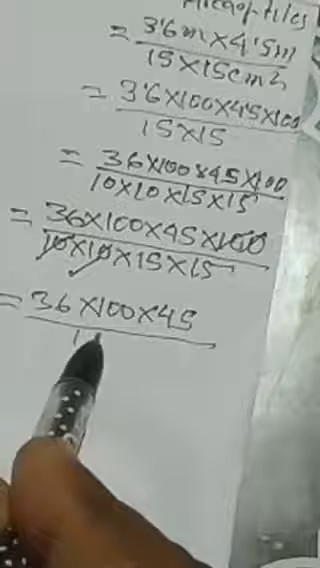 of tiles
= 3.6m×4.5m
15×15cm2
= 3.6×100×4.5×100
15×15
= 36×100×45×100
10×10×15×15
= 36×100×45×100
10×10×15×15
= 36×100×45
1